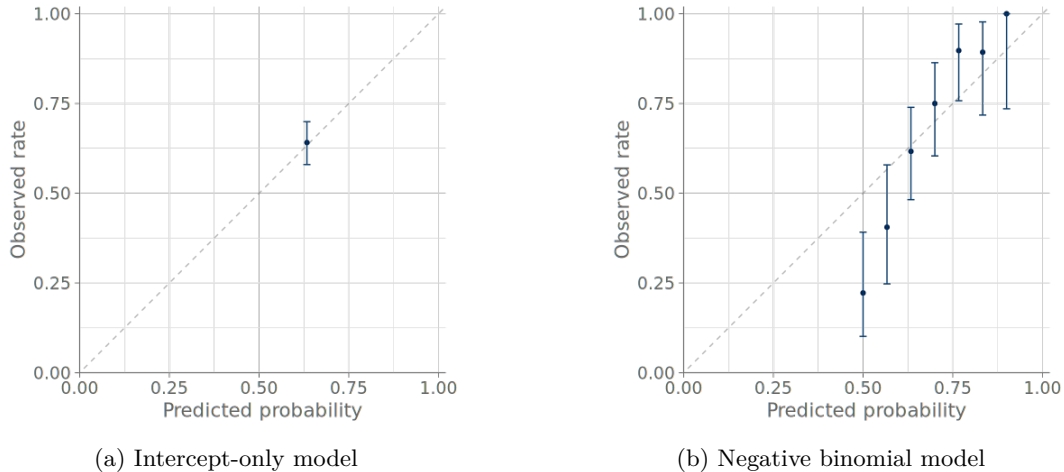 1.00
0.75
0.50
0.25
0.00
Observed rate
0.00 0.25 0.50 0.75 1.00
Predicted probability
(a) Intercept-only model
1.00
0.75
0.50
0.25
0.00
Observed rate
0.00 0.25 0.50 0.75 1.00
Predicted probability
(b) Negative binomial model